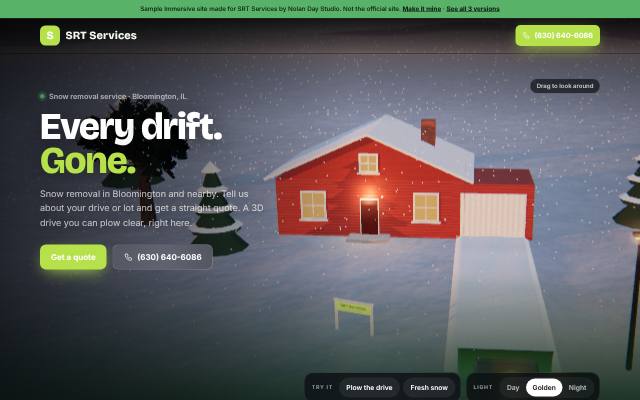 Sample Immersive site made for SRT Services by Nolan Day Studio. Not the official site. Make it mine · See all 3 versions
S SRT Services
(630) 640-6086
Drag to look around
Snow removal service · Bloomington, IL
Every drift.
Gone.
Snow removal in Bloomington and nearby. Tell us
about your drive or lot and get a straight quote. A 3D
drive you can plow clear, right here.
Get a quote
(630) 640-6086
SRT Services
TRY IT Plow the drive Fresh snow
LIGHT Day Golden Night